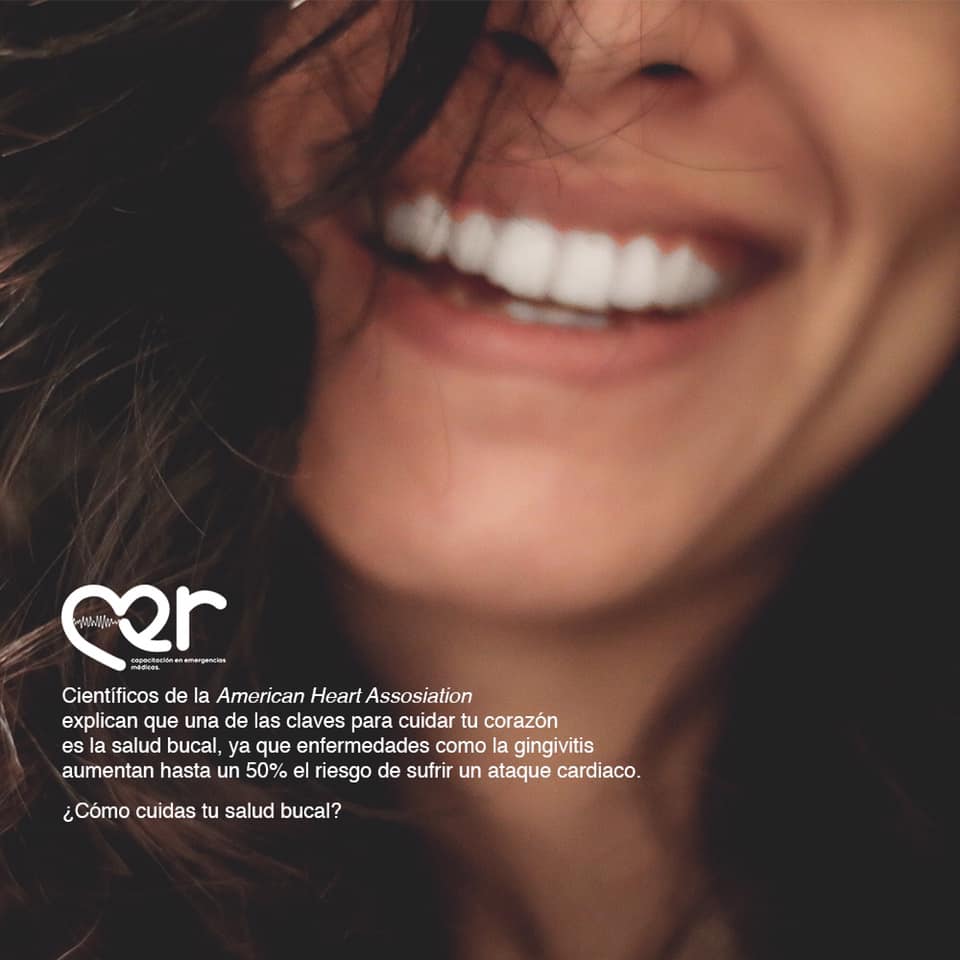 mer
capacitación en emergencias
médicas.
Científicos de la American Heart Assosiation
explican que una de las claves para cuidar tu corazón
es la salud bucal, ya que enfermedades como la gingivitis
aumentan hasta un 50% el riesgo de sufrir un ataque cardiaco.
¿Cómo cuidas tu salud bucal?